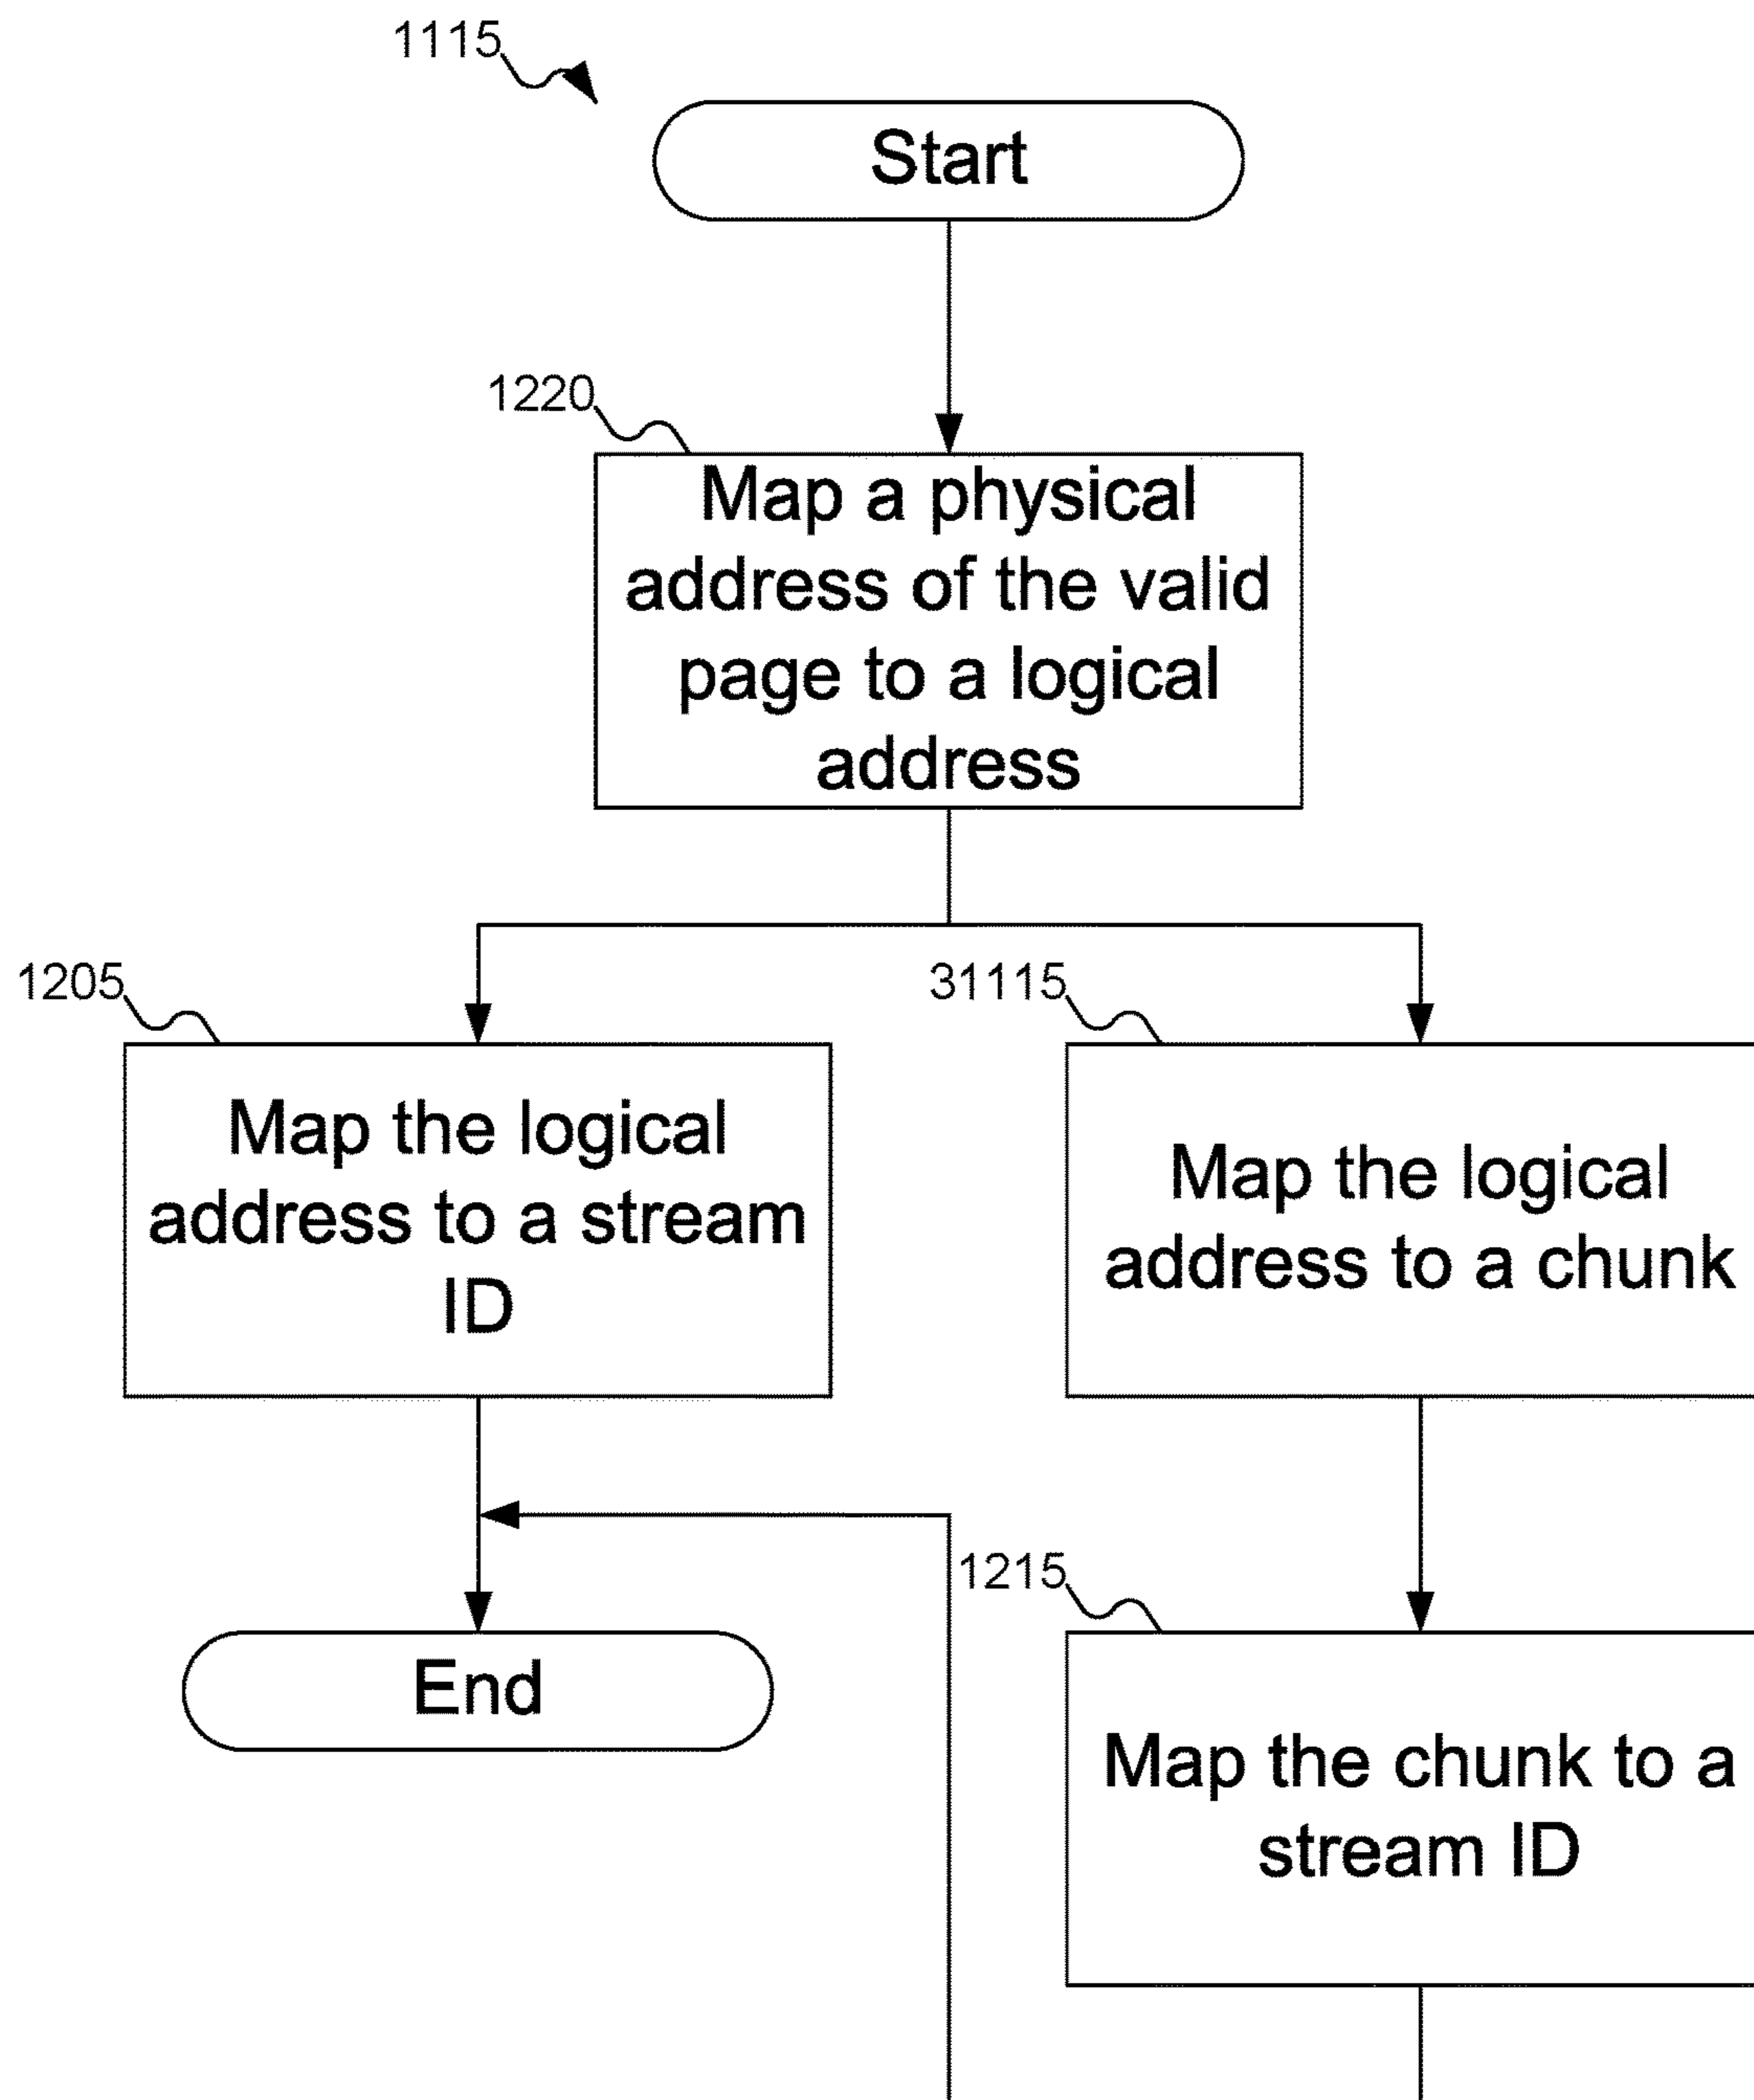 1115
Start
1220
Map a physical
address of the valid
page to a logical
address
1205
Map the logical
address to a stream
ID
31115
Map the logical
address to a chunk
End
1215
Map the chunk to a
stream ID